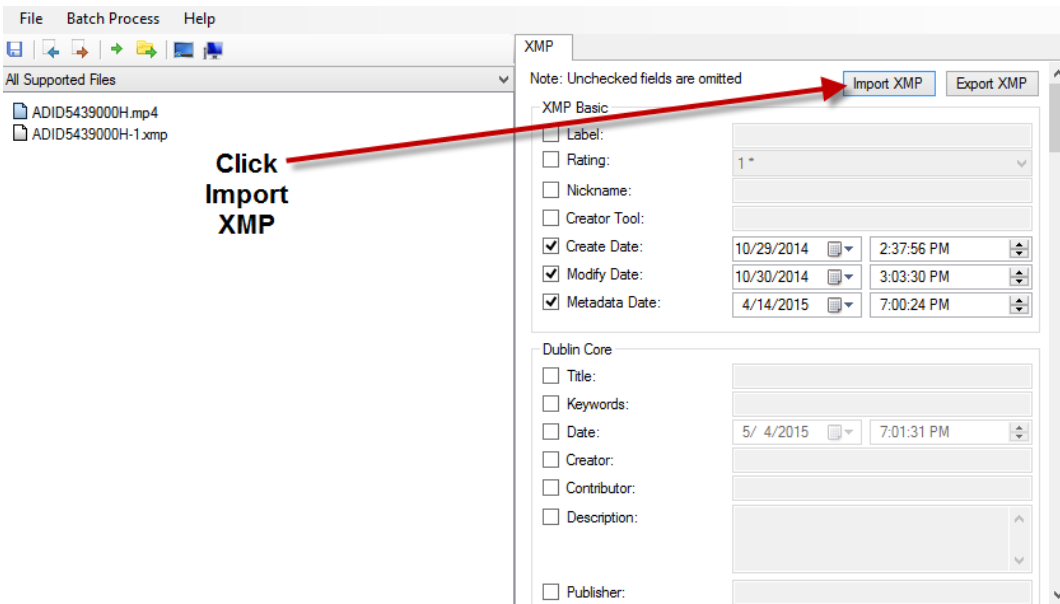 File Batch Process Help
XMP
All Supported Files
Note: Unchecked fields are omitted
Import XMP
Export XMP
ADID5439000H.mp4
ADID5439000H-1.xmp
Click
Import
XMP
XMP Basic
Label:
Rating: 1 *
Nickname:
Creator Tool:
Create Date: 10/29/2014 2:37:56 PM
Modify Date: 10/30/2014 3:03:30 PM
Metadata Date: 4/14/2015 7:00:24 PM
Dublin Core
Title:
Keywords:
Date: 5/ 4/2015 7:01:31 PM
Creator:
Contributor:
Description:
Publisher: